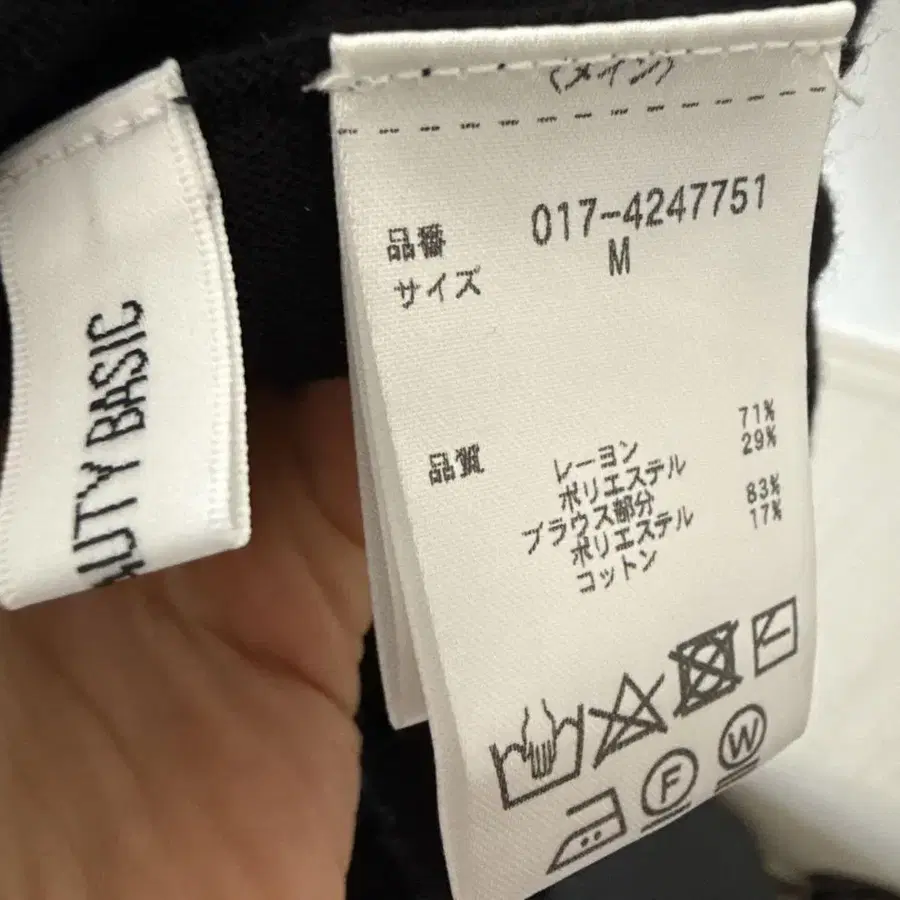 AUTY BASIC
(メイン)
品番 017-4247751
サイズ M
品質
レーヨン 71%
ポリエステル 29%
ブラウス部分
ポリエステル 83%
コットン 17%
F
W